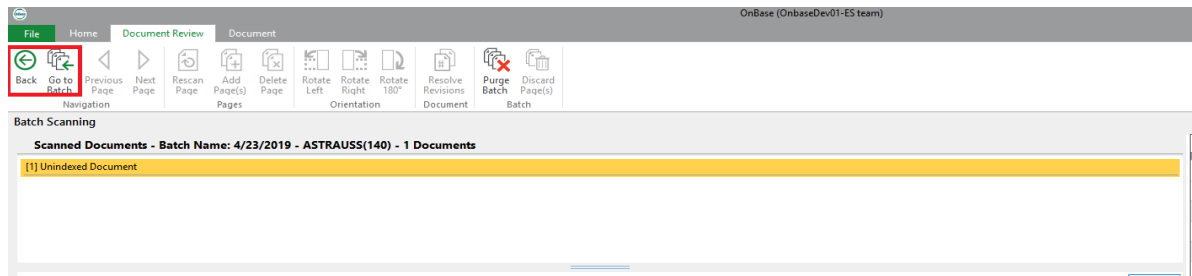 OnBase (OnbaseDev01-ES team)
File Home Document Review Document
Back Go to Batch Previous Page Next Page Rescan Page Add Page(s) Delete Page Rotate Left Rotate Right Rotate 180° Resolve Revisions Purge Batch Discard Page(s)
Navigation Pages Orientation Document Batch
Batch Scanning
Scanned Documents - Batch Name: 4/23/2019 - ASTRAUSS(140) - 1 Documents
[1] Unindexed Document